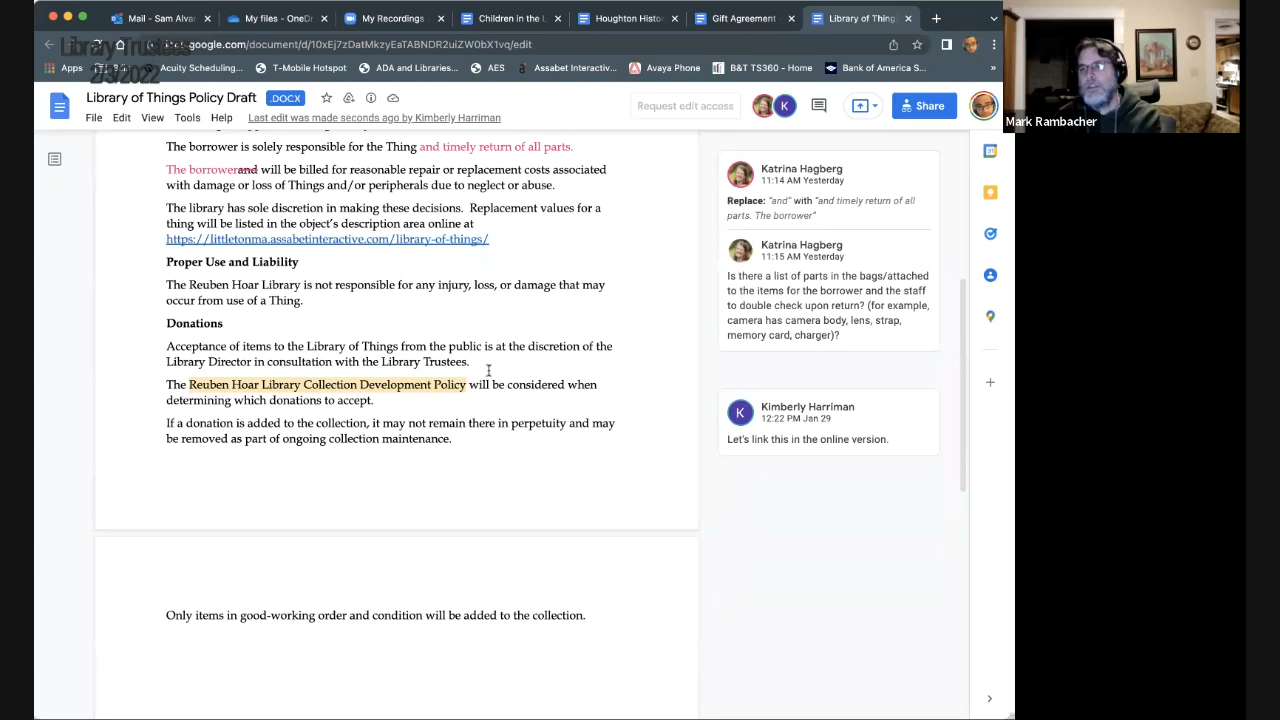 Mail - Sam Alvar
My files - OneDr
My Recordings -
Children in the L
Houghton Histo
Gift Agreement
Library of Thing
Library Trustees
2/3/2022
.google.com/document/d/10xEj7zDatMkzyEaTABNDR2uiZW0bX1vq/edit
Apps
Acuity Scheduling...
T-Mobile Hotspot
ADA and Libraries...
AES
Assabet Interactiv...
Avaya Phone
B&T TS360 - Home
Bank of America S...
»
Library of Things Policy Draft
.DOCX
Request edit access
K
Share
File
Edit
View
Tools
Help
Last edit was made seconds ago by Kimberly Harriman
Mark Rambacher
The borrower is solely responsible for the Thing and timely return of all parts.
The borrowerand will be billed for reasonable repair or replacement costs associated
with damage or loss of Things and/or peripherals due to neglect or abuse.
The library has sole discretion in making these decisions. Replacement values for a
thing will be listed in the object's description area online at
https://littletonma.assabetinteractive.com/library-of-things/
Proper Use and Liability
The Reuben Hoar Library is not responsible for any injury, loss, or damage that may
occur from use of a Thing.
Donations
Acceptance of items to the Library of Things from the public is at the discretion of the
Library Director in consultation with the Library Trustees.
The Reuben Hoar Library Collection Development Policy will be considered when
determining which donations to accept.
If a donation is added to the collection, it may not remain there in perpetuity and may
be removed as part of ongoing collection maintenance.
Only items in good-working order and condition will be added to the collection.
Katrina Hagberg
11:14 AM Yesterday
Replace: "and" with "and timely return of all
parts. The borrower"
Katrina Hagberg
11:15 AM Yesterday
Is there a list of parts in the bags/attached
to the items for the borrower and the staff
to double check upon return? (for example,
camera has camera body, lens, strap,
memory card, charger)?
K
Kimberly Harriman
12:22 PM Jan 29
Let's link this in the online version.